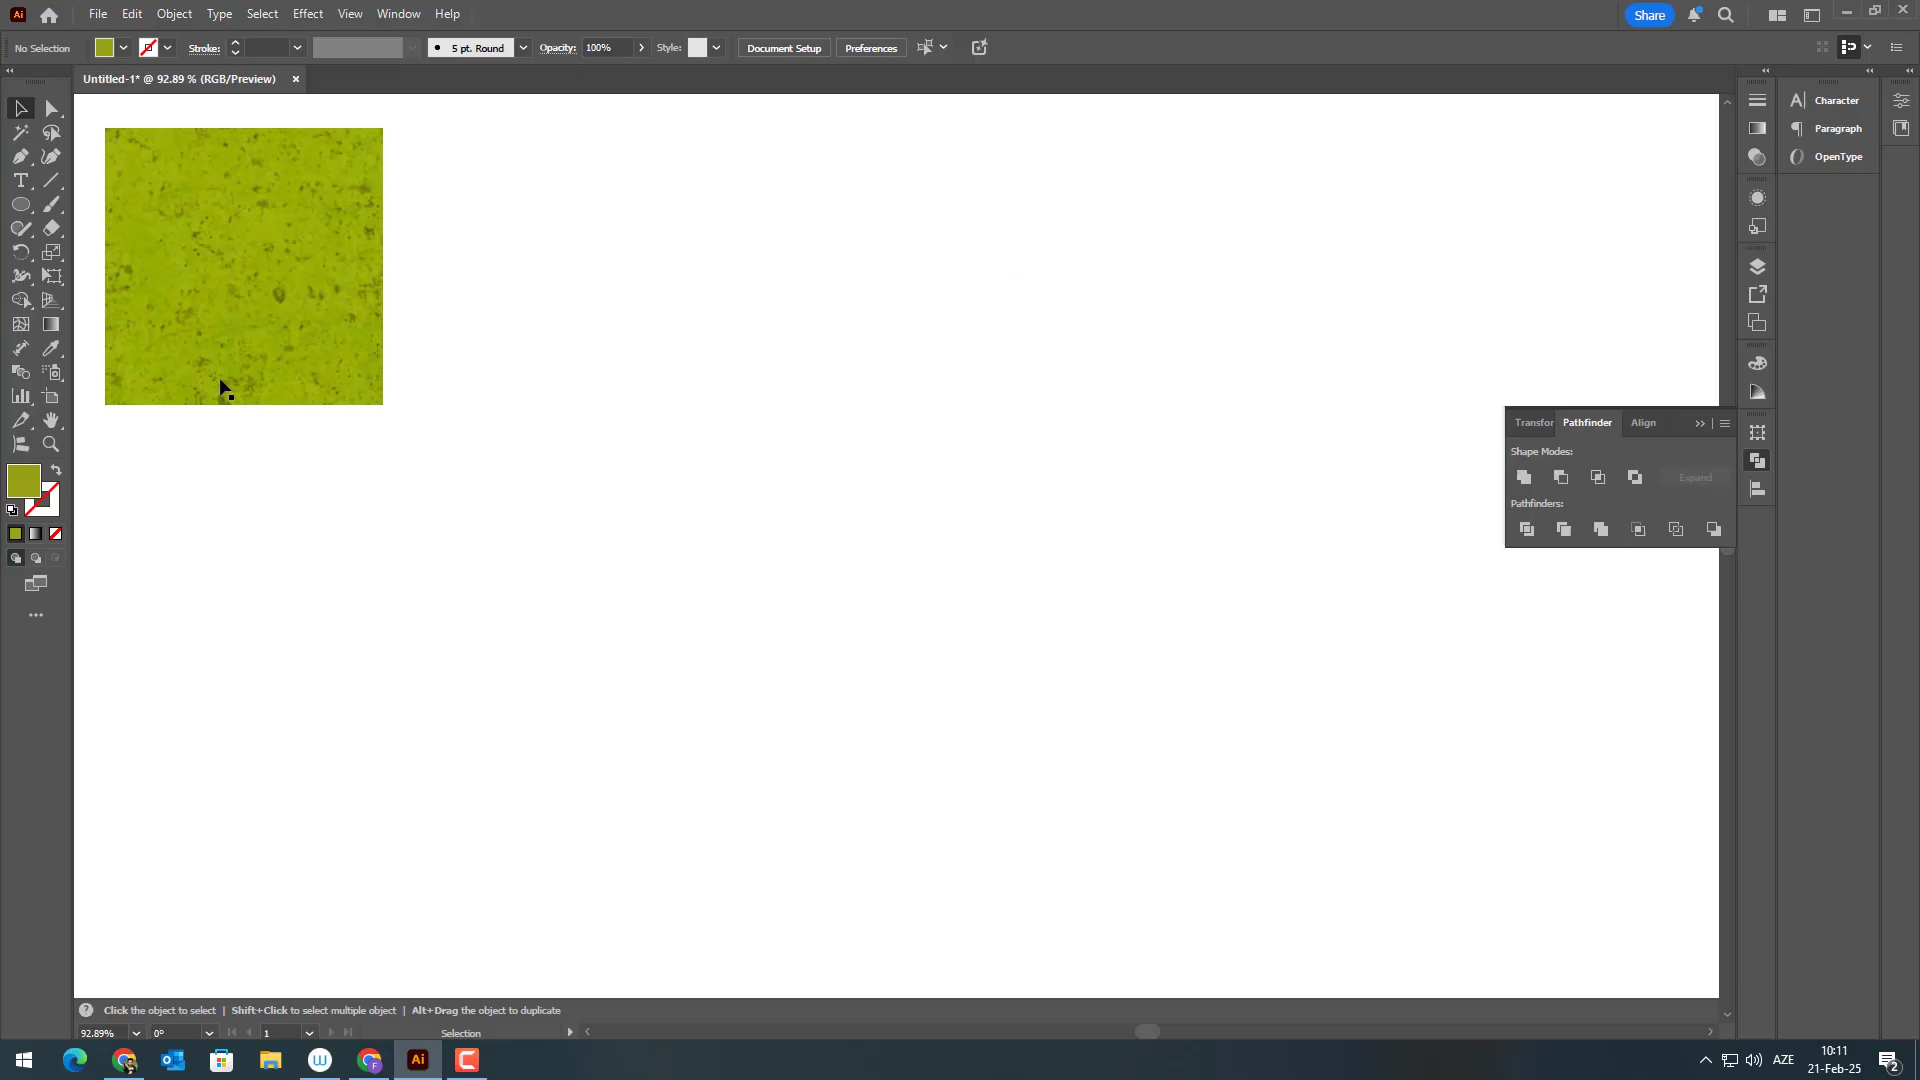 Ai File Edit Object Type Select Effect View Window Help Share
No Selection Stroke: 5 pt. Round Opacity: 100% Style: Document Setup Preferences
Untitled-1* @ 92.89 % (RGB/Preview) ×
Character
Paragraph
OpenType
Transfor Pathfinder Align
Shape Modes:
Expand
Pathfinders:
Click the object to select | Shift+Click to select multiple object | Alt+Drag the object to duplicate
92.89% 0° 1 Selection
Ai AZE 10:11
21-Feb-25
2